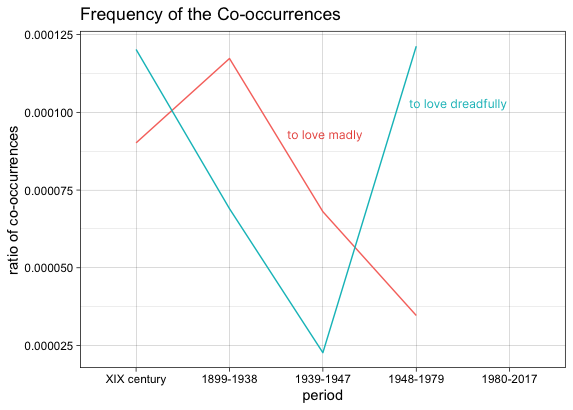 Frequency of the Co-occurrences
0.000125
0.000100
0.000075
0.000050
0.000025
ratio of co-occurrences
to love dreadfully
to love madly
XIX century 1899-1938 1939-1947 1948-1979 1980-2017
period